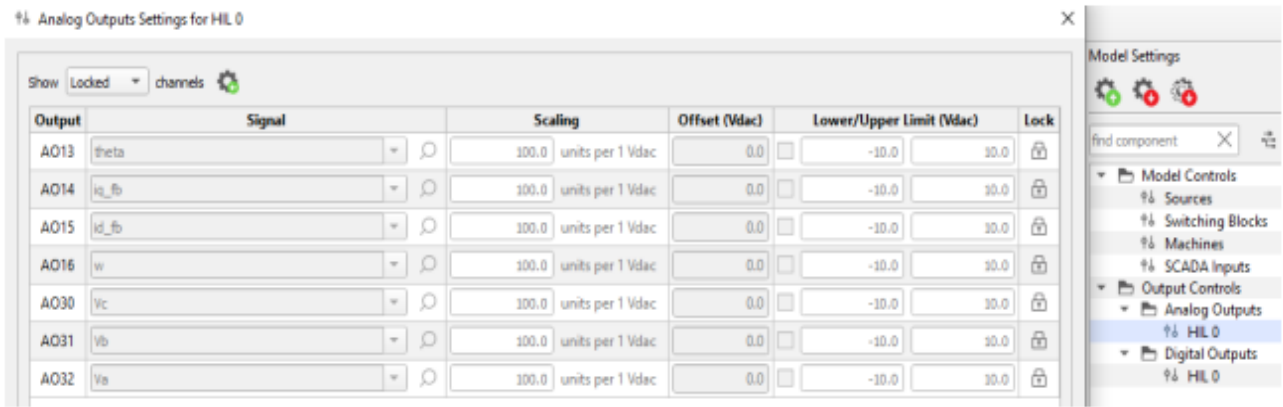 Analog Outputs Settings for HIL 0
Show Locked channels
Output Signal Scaling Offset (Vdac) Lower/Upper Limit (Vdac) Lock
AO13 theta 100.0 units per 1 Vdac 0.0 -10.0 10.0
AO14 iq_fb 100.0 units per 1 Vdac 0.0 -10.0 10.0
AO15 id_fb 100.0 units per 1 Vdac 0.0 -10.0 10.0
AO16 w 100.0 units per 1 Vdac 0.0 -10.0 10.0
AO30 Vc 100.0 units per 1 Vdac 0.0 -10.0 10.0
AO31 Vb 100.0 units per 1 Vdac 0.0 -10.0 10.0
AO32 Va 100.0 units per 1 Vdac 0.0 -10.0 10.0
Model Settings
find component
Model Controls
Sources
Switching Blocks
Machines
SCADA Inputs
Output Controls
Analog Outputs
HIL 0
Digital Outputs
HIL 0